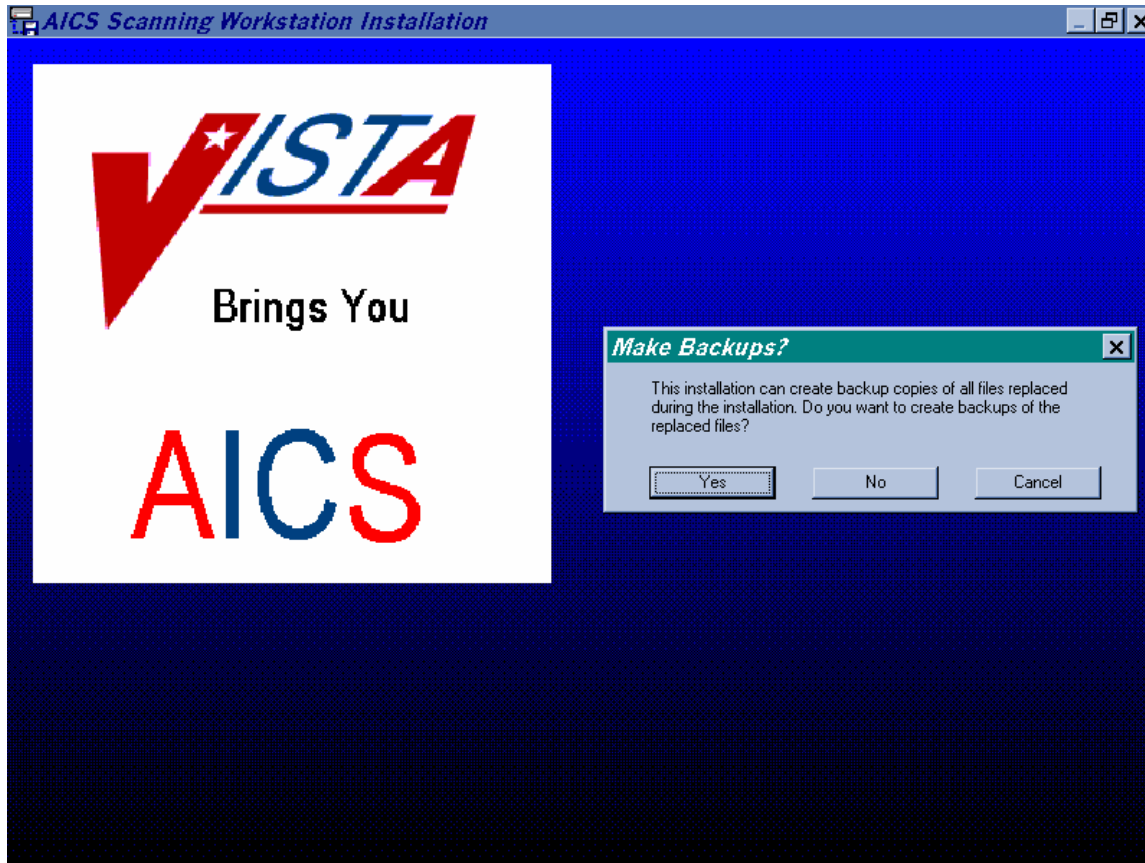 AICS Scanning Workstation Installation
VISTA
Brings You
AICS
Make Backups?
This installation can create backup copies of all files replaced
during the installation. Do you want to create backups of the
replaced files?
Yes
No
Cancel